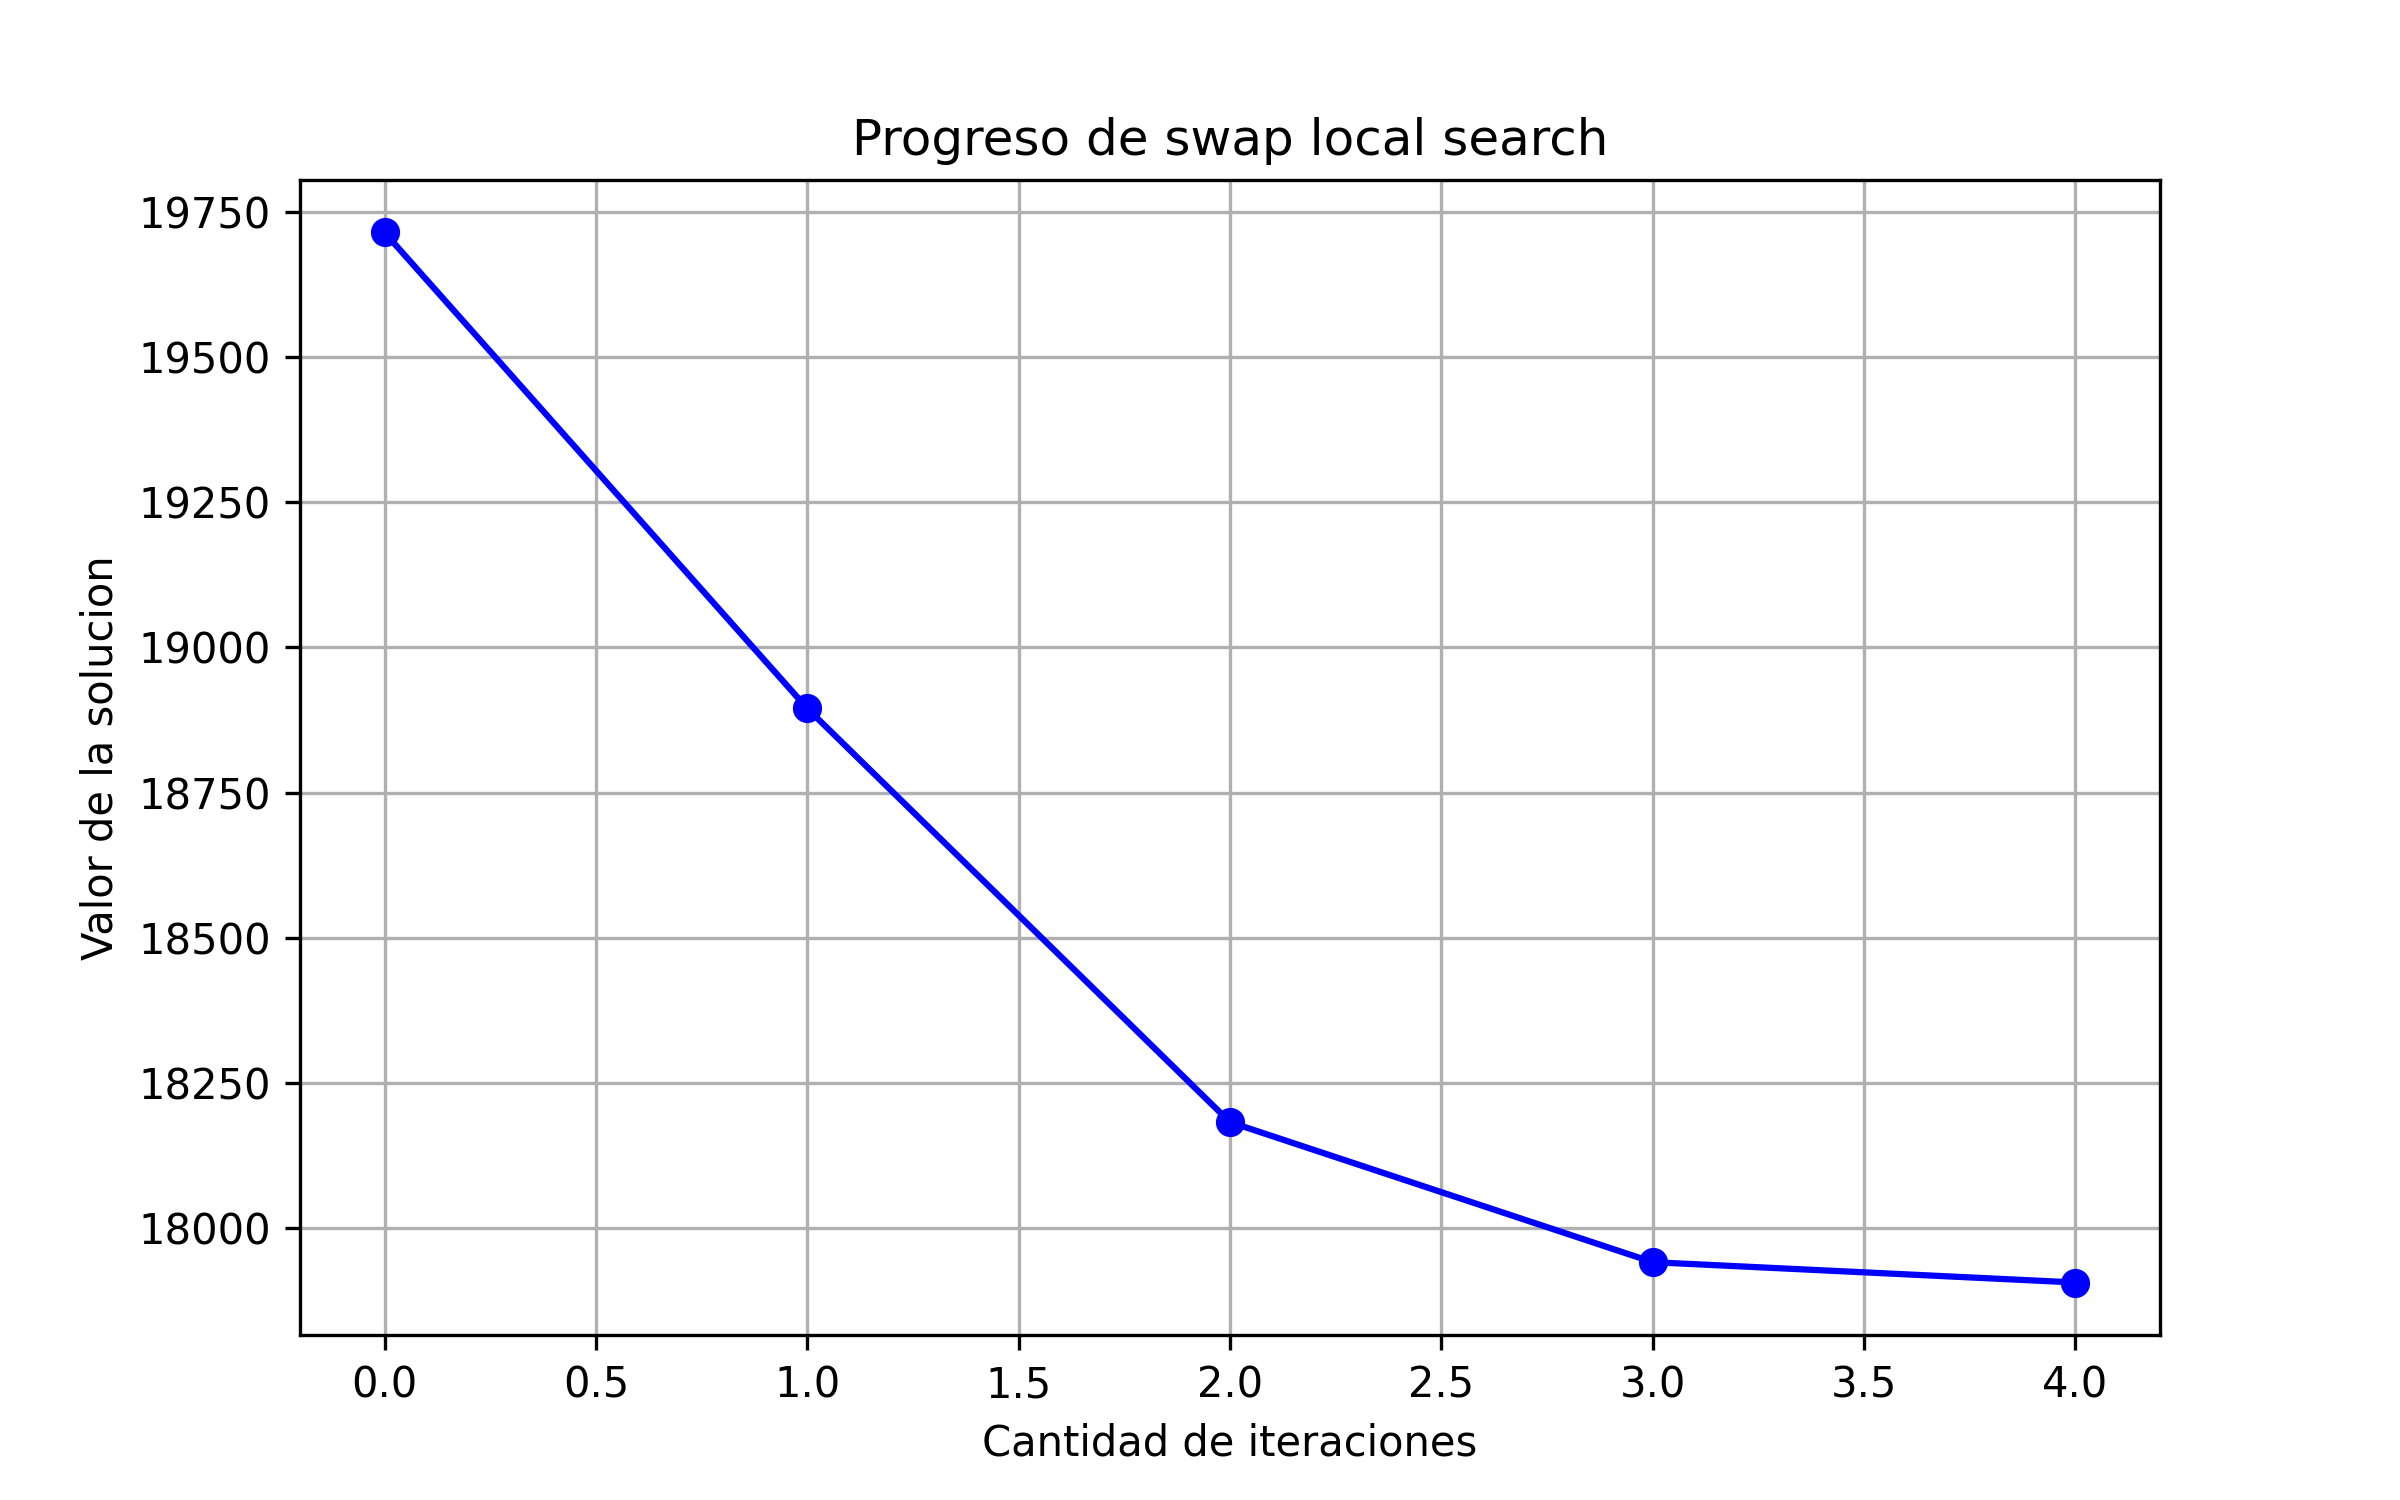 Progreso de swap local search
Valor de la solucion
19750
19500
19250
19000
18750
18500
18250
18000
0.0 0.5 1.0 1.5 2.0 2.5 3.0 3.5 4.0
Cantidad de iteraciones